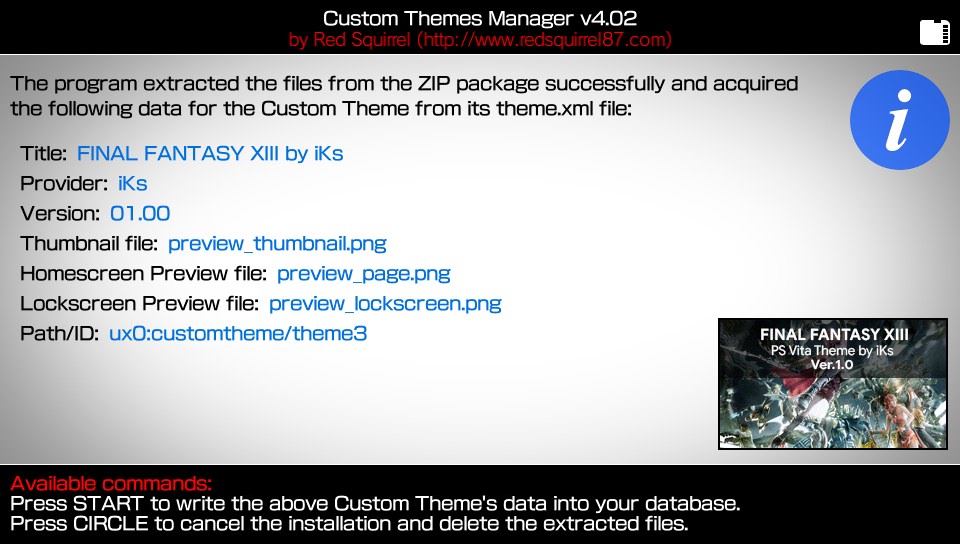 Custom Themes Manager v4.02
by Red Squirrel (http://www.redsquirrel87.com)
The program extracted the files from the ZIP package successfully and acquired
the following data for the Custom Theme from its theme.xml file:
i
Title: FINAL FANTASY XIII by iKs
Provider: iKs
Version: 01.00
Thumbnail file: preview_thumbnail.png
Homescreen Preview file: preview_page.png
Lockscreen Preview file: preview_lockscreen.png
Path/ID: ux0:customtheme/theme3
FINAL FANTASY XIII
PS Vita Theme by iKs
Ver.1.0
Available commands:
Press START to write the above Custom Theme's data into your database.
Press CIRCLE to cancel the installation and delete the extracted files.